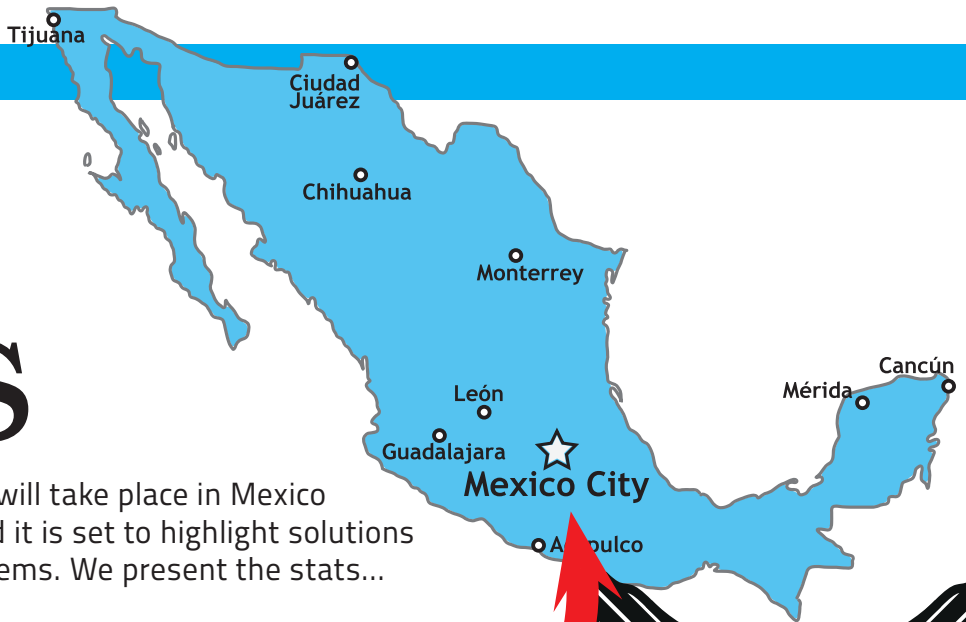 Tijuana
Ciudad
Juárez
Chihuahua
Monterrey
Cancún
Mérida
León
Guadalajara
Mexico City
s
will take place in Mexico
it is set to highlight solutions
We present the stats...